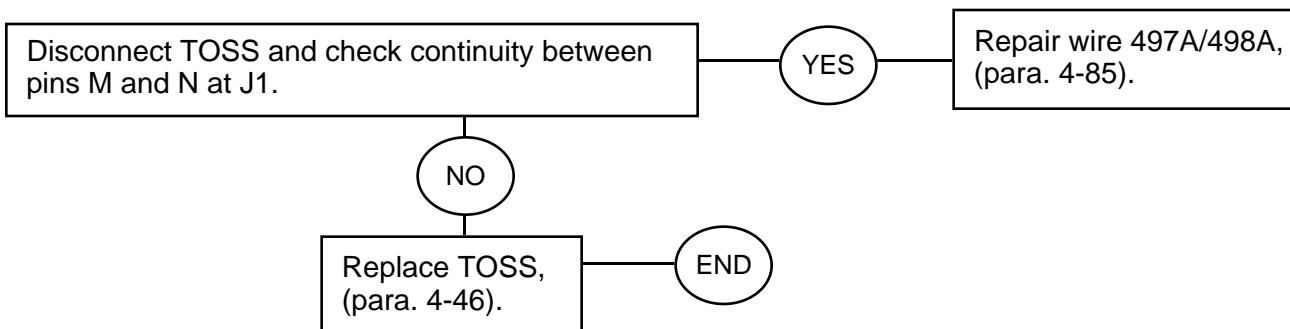 Disconnect TOSS and check continuity between
pins M and N at J1.
YES
Repair wire 497A/498A,
(para. 4-85).
NO
Replace TOSS,
(para. 4-46).
END